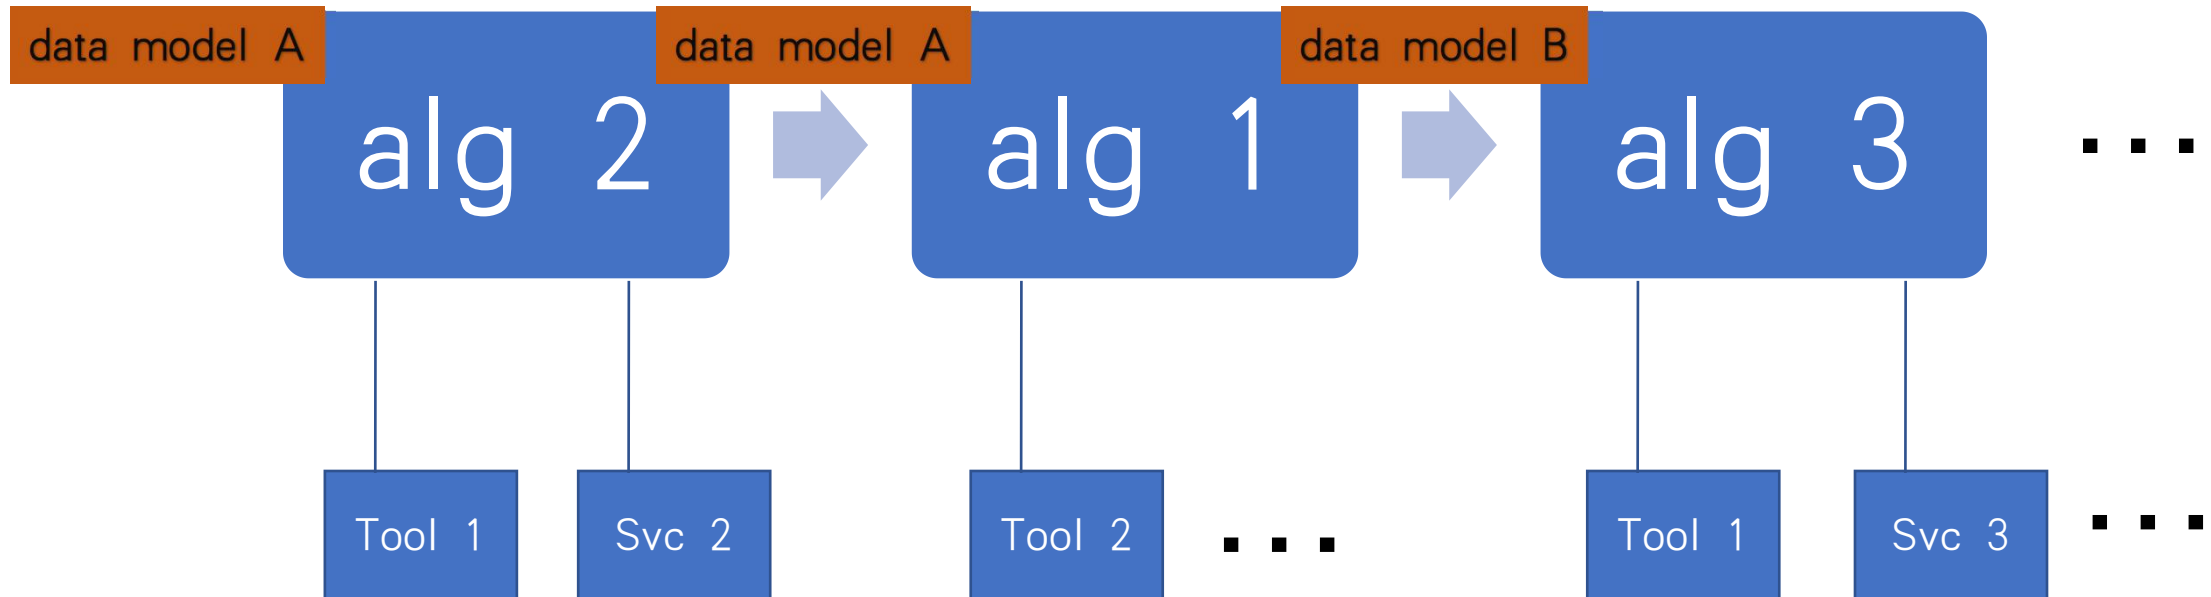 data model A
data model A
data model B
alg 2
alg 1
alg 3
...
Tool 1
Svc 2
Tool 2
...
Tool 1
Svc 3
...